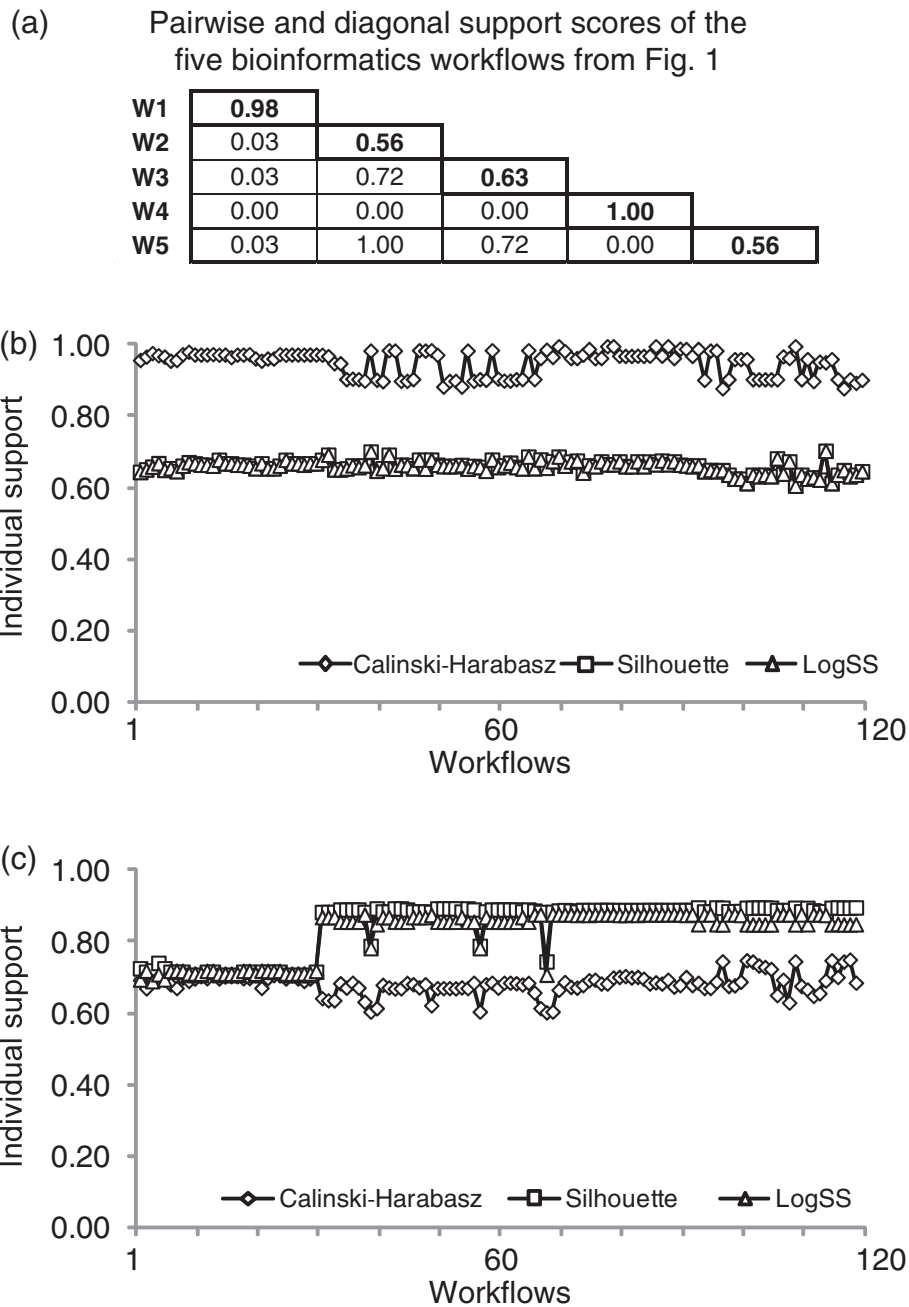 (a) Pairwise and diagonal support scores of the
five bioinformatics workflows from Fig. 1
W1 0.98
W2 0.03 0.56
W3 0.03 0.72 0.63
W4 0.00 0.00 0.00 1.00
W5 0.03 1.00 0.72 0.00 0.56
(b)
Individual support
1.00
0.80
0.60
0.40
0.20
0.00
Calinski-Harabasz Silhouette LogSS
1 60 120
Workflows
(c)
Individual support
1.00
0.80
0.60
0.40
0.20
0.00
Calinski-Harabasz Silhouette LogSS
1 60 120
Workflows